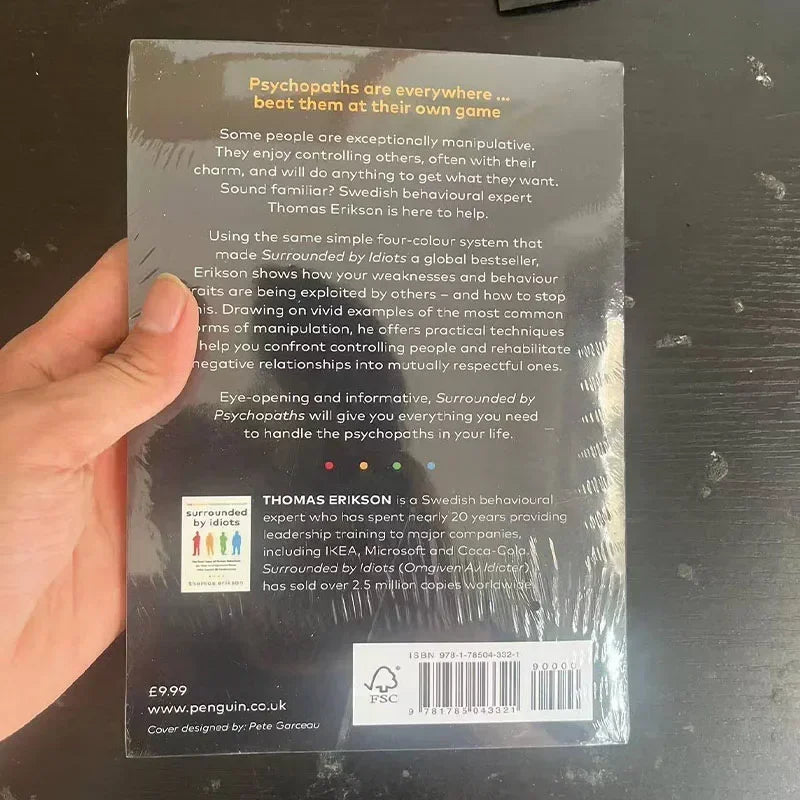 Psychopaths are everywhere ...
beat them at their own game
Some people are exceptionally manipulative.
They enjoy controlling others, often with their
charm, and will do anything to get what they want.
Sound familiar? Swedish behavioural expert
Thomas Erikson is here to help.
Using the same simple four-colour system that
made Surrounded by Idiots a global bestseller,
Erikson shows how your weaknesses and behaviour
raits are being exploited by others – and how to stop
his. Drawing on vivid examples of the most common
orms of manipulation, he offers practical techniques
help you confront controlling people and rehabilitate
negative relationships into mutually respectful ones.
Eye-opening and informative, Surrounded by
Psychopaths will give you everything you need
to handle the psychopaths in your life.
surrounded
by idiots
thomas erikson
THOMAS ERIKSON is a Swedish behavioural
expert who has spent nearly 20 years providing
leadership training to major companies,
including IKEA, Microsoft and Coca-Cola.
Surrounded by Idiots (Omgiven Av Idioter)
has sold over 2.5 million copies worldwide.
ISBN 978-1-78504-332-1
90000
FSC
9 781785 043321
£9.99
www.penguin.co.uk
Cover designed by: Pete Garceau